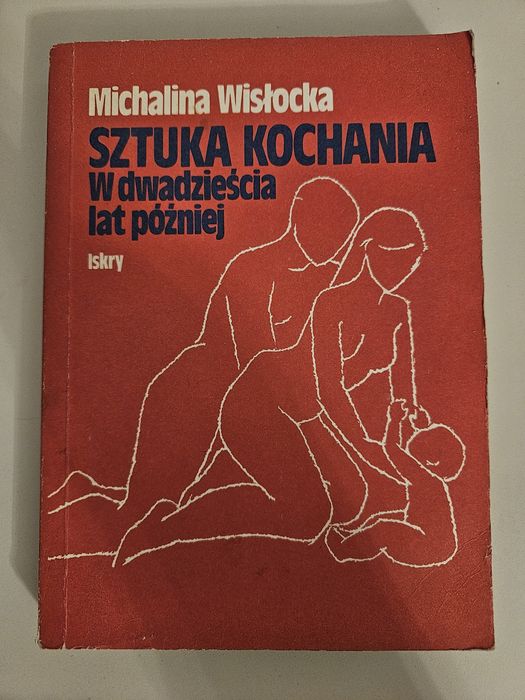 Michalina Wisłocka
SZTUKA KOCHANIA
W dwadzieścia
lat później
Iskry